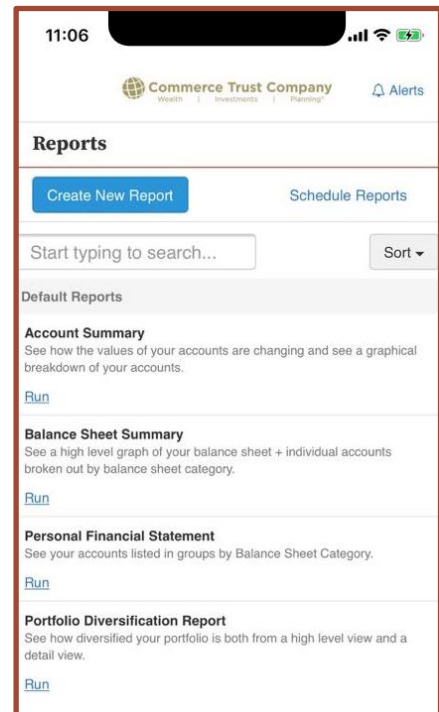 11:06
Commerce Trust Company
Wealth | Investments | Planning®
Alerts
Reports
Create New Report
Schedule Reports
Start typing to search...
Sort
Default Reports
Account Summary
See how the values of your accounts are changing and see a graphical
breakdown of your accounts.
Run
Balance Sheet Summary
See a high level graph of your balance sheet + individual accounts
broken out by balance sheet category.
Run
Personal Financial Statement
See your accounts listed in groups by Balance Sheet Category.
Run
Portfolio Diversification Report
See how diversified your portfolio is both from a high level view and a
detail view.
Run